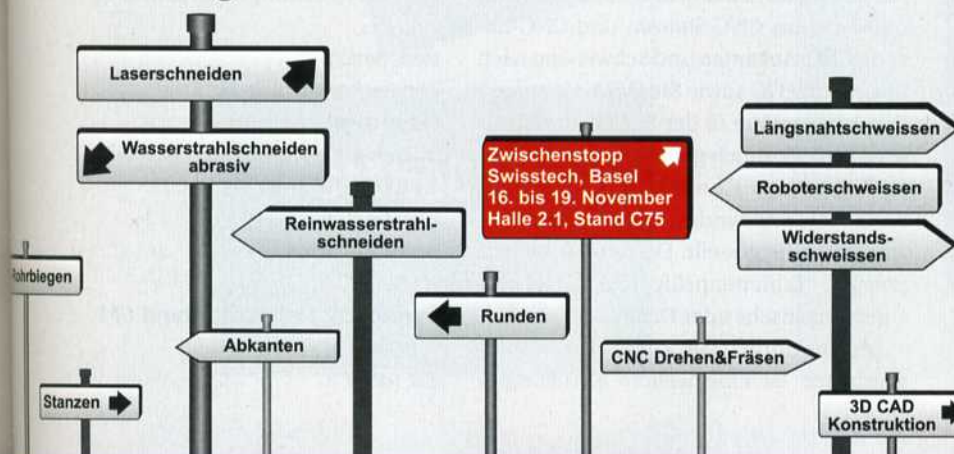 Laserschneiden
Wasserstrahlschneiden
abrasiv
Reinwasserstrahl-
schneiden
Rohrbiegen
Abkanten
Stanzen
Runden
Zwischenstopp
Swisstech, Basel
16. bis 19. November
Halle 2.1, Stand C75
CNC Drehen&Fräsen
Längsnahtschweissen
Roboterschweissen
Widerstands-
schweissen
3D CAD
Konstruktion